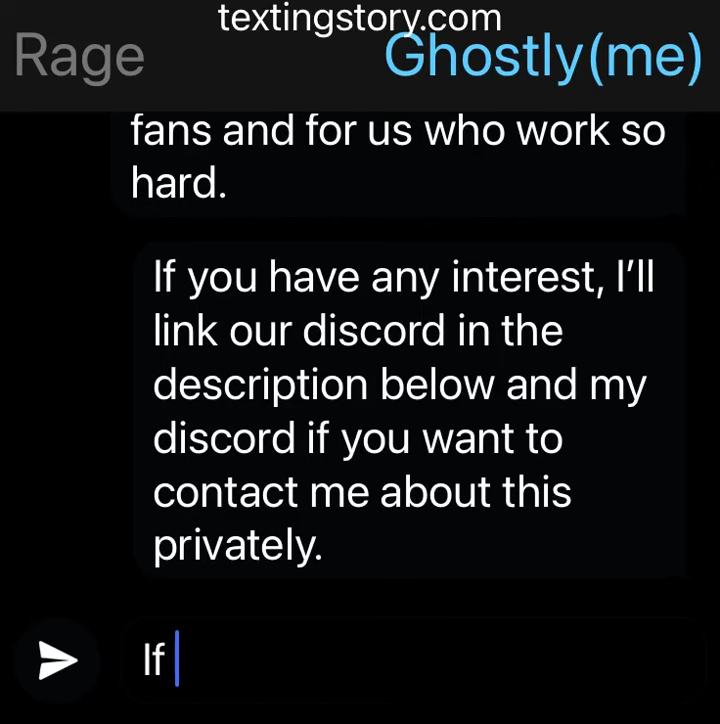 textingstory.com
Rage
Ghostly(me)
fans and for us who work so
hard.
If you have any interest, I’ll
link our discord in the
description below and my
discord if you want to
contact me about this
privately.
If